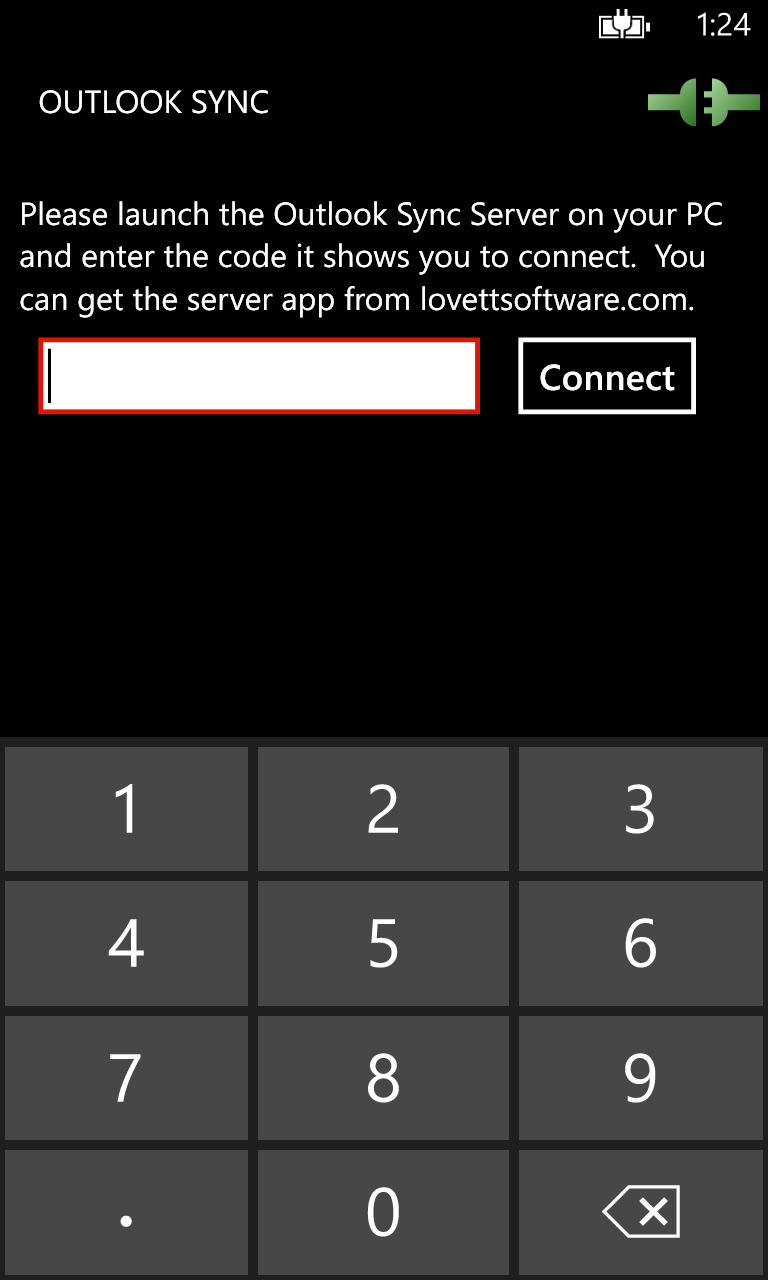 1:24
OUTLOOK SYNC
Please launch the Outlook Sync Server on your PC
and enter the code it shows you to connect.  You
can get the server app from lovettsoftware.com.
Connect
1 2 3
4 5 6
7 8 9
. 0